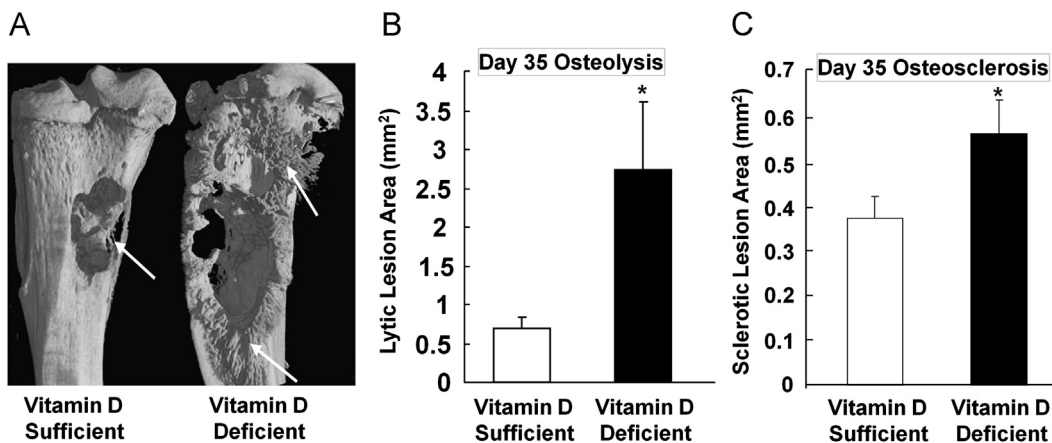 A
Vitamin D
Sufficient
Vitamin D
Deficient
B
Day 35 Osteolysis
Lytic Lesion Area (mm²)
4
3.5
3
2.5
2
1.5
1
0.5
0
*
Vitamin D
Sufficient
Vitamin D
Deficient
C
Day 35 Osteosclerosis
Sclerotic Lesion Area (mm²)
0.7
0.6
0.5
0.4
0.3
0.2
0.1
0
*
Vitamin D
Sufficient
Vitamin D
Deficient